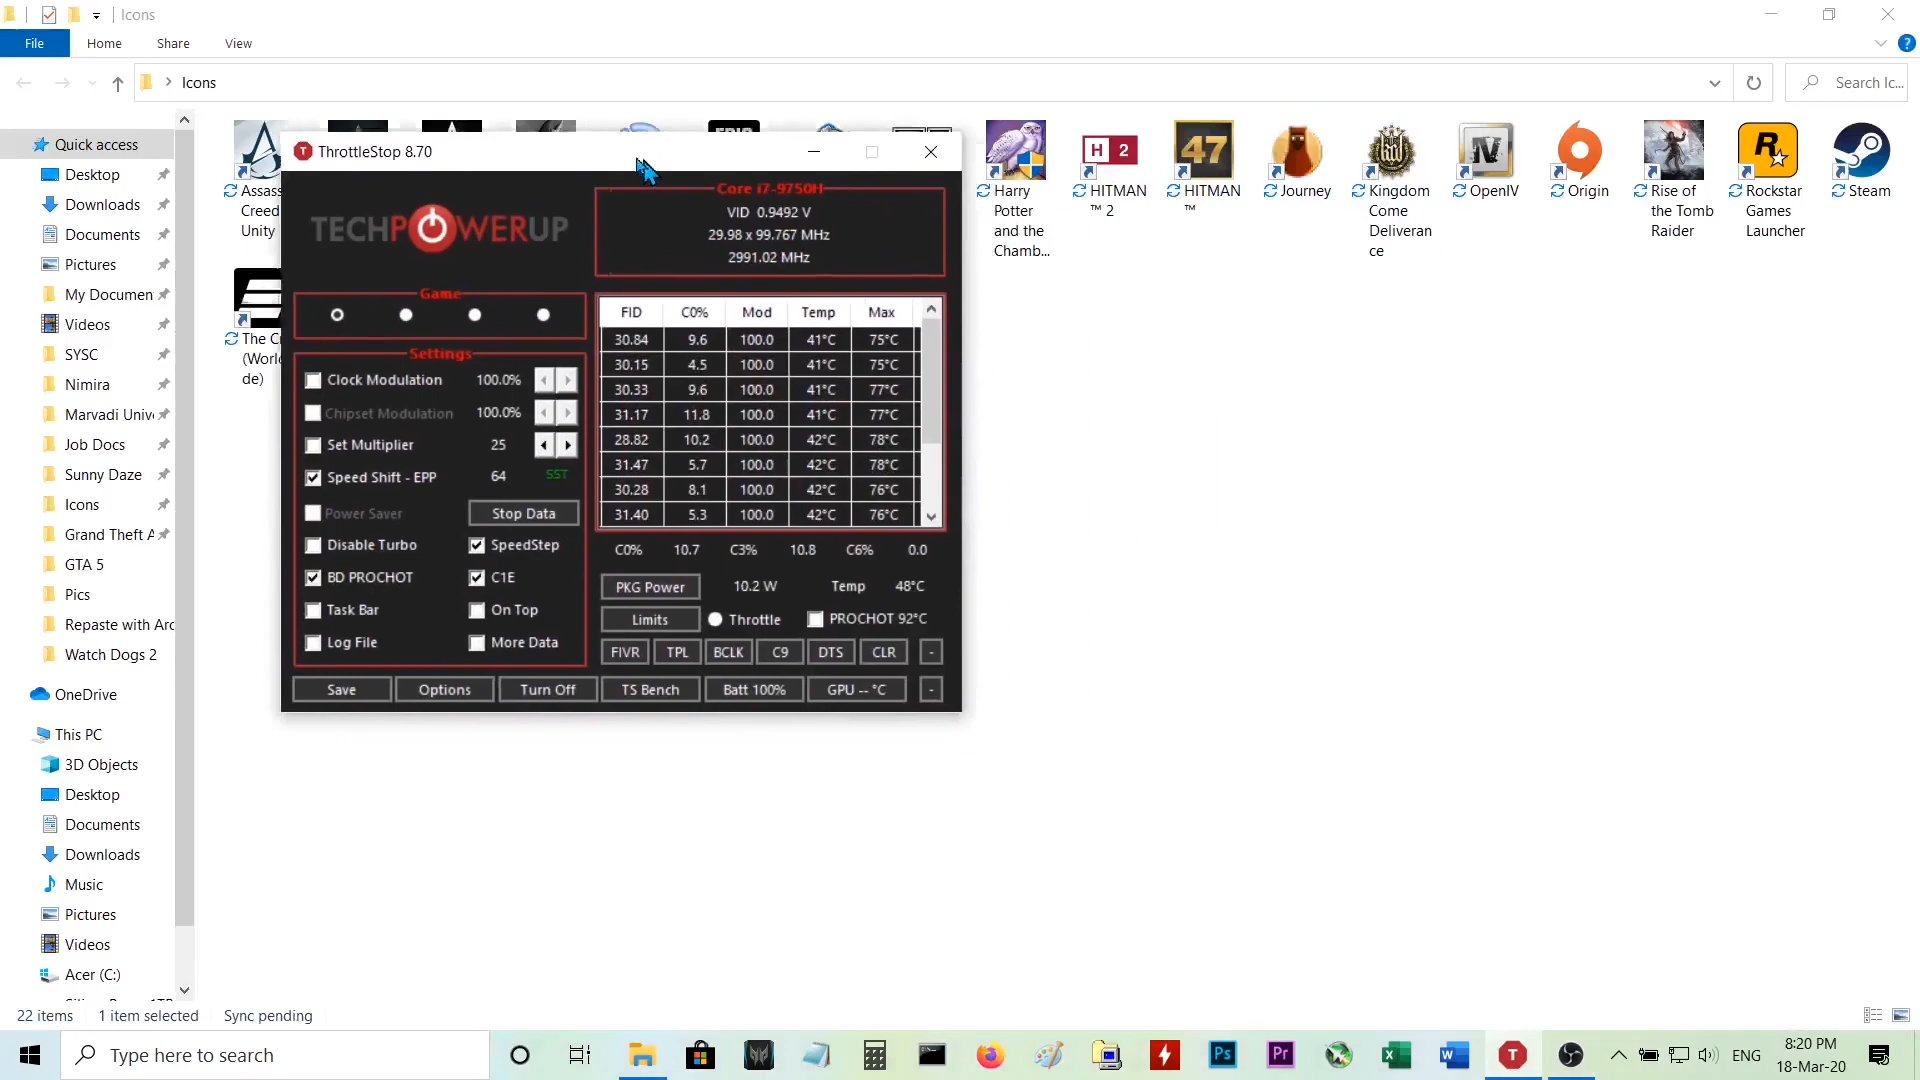 Icons
File
Home
Share
View
Icons
Search Ic...
Quick access
Desktop
Downloads
Documents
Pictures
My Documen
Videos
SYSC
Nimira
Marvadi Univ
Job Docs
Sunny Daze
Icons
Grand Theft A
GTA 5
Pics
Repaste with Arc
Watch Dogs 2
OneDrive
This PC
3D Objects
Desktop
Documents
Downloads
Music
Pictures
Videos
Acer (C:)
Assass
Creed
Unity
The Cr
(Worl
de)
Harry
Potter
and the
Chamb...
H 2
HITMAN
™ 2
47
HITMAN
™
Journey
Kingdom
Come
Deliveran
ce
IV
OpenIV
Origin
Rise of
the Tomb
Raider
R
Rockstar
Games
Launcher
Steam
ThrottleStop 8.70
TECHPOWERUP
Core i7-9750H
VID 0.9492 V
29.98 x 99.767 MHz
2991.02 MHz
Game
Settings
Clock Modulation 100.0%
Chipset Modulation 100.0%
Set Multiplier 25
Speed Shift - EPP 64 SST
Power Saver Stop Data
Disable Turbo SpeedStep
BD PROCHOT C1E
Task Bar On Top
Log File More Data
FID C0% Mod Temp Max
30.84 9.6 100.0 41°C 75°C
30.15 4.5 100.0 41°C 75°C
30.33 9.6 100.0 41°C 77°C
31.17 11.8 100.0 41°C 77°C
28.82 10.2 100.0 42°C 78°C
31.47 5.7 100.0 42°C 78°C
30.28 8.1 100.0 42°C 76°C
31.40 5.3 100.0 42°C 76°C
C0% 10.7 C3% 10.8 C6% 0.0
PKG Power 10.2 W Temp 48°C
Limits Throttle PROCHOT 92°C
FIVR TPL BCLK C9 DTS CLR -
Save Options Turn Off TS Bench Batt 100% GPU -- °C -
22 items 1 item selected Sync pending
Type here to search
Ps
Pr
T
ENG
8:20 PM
18-Mar-20